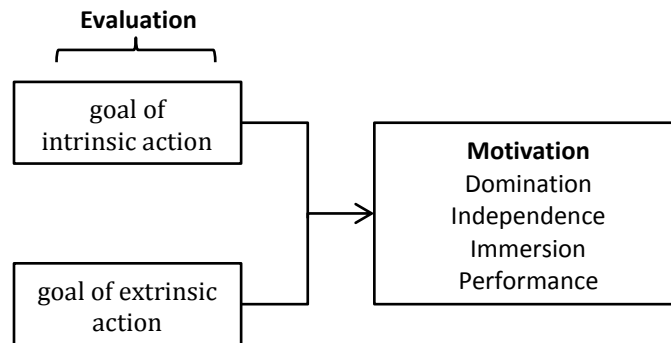 Evaluation
goal of
intrinsic action
goal of extrinsic
action
Motivation
Domination
Independence
Immersion
Performance